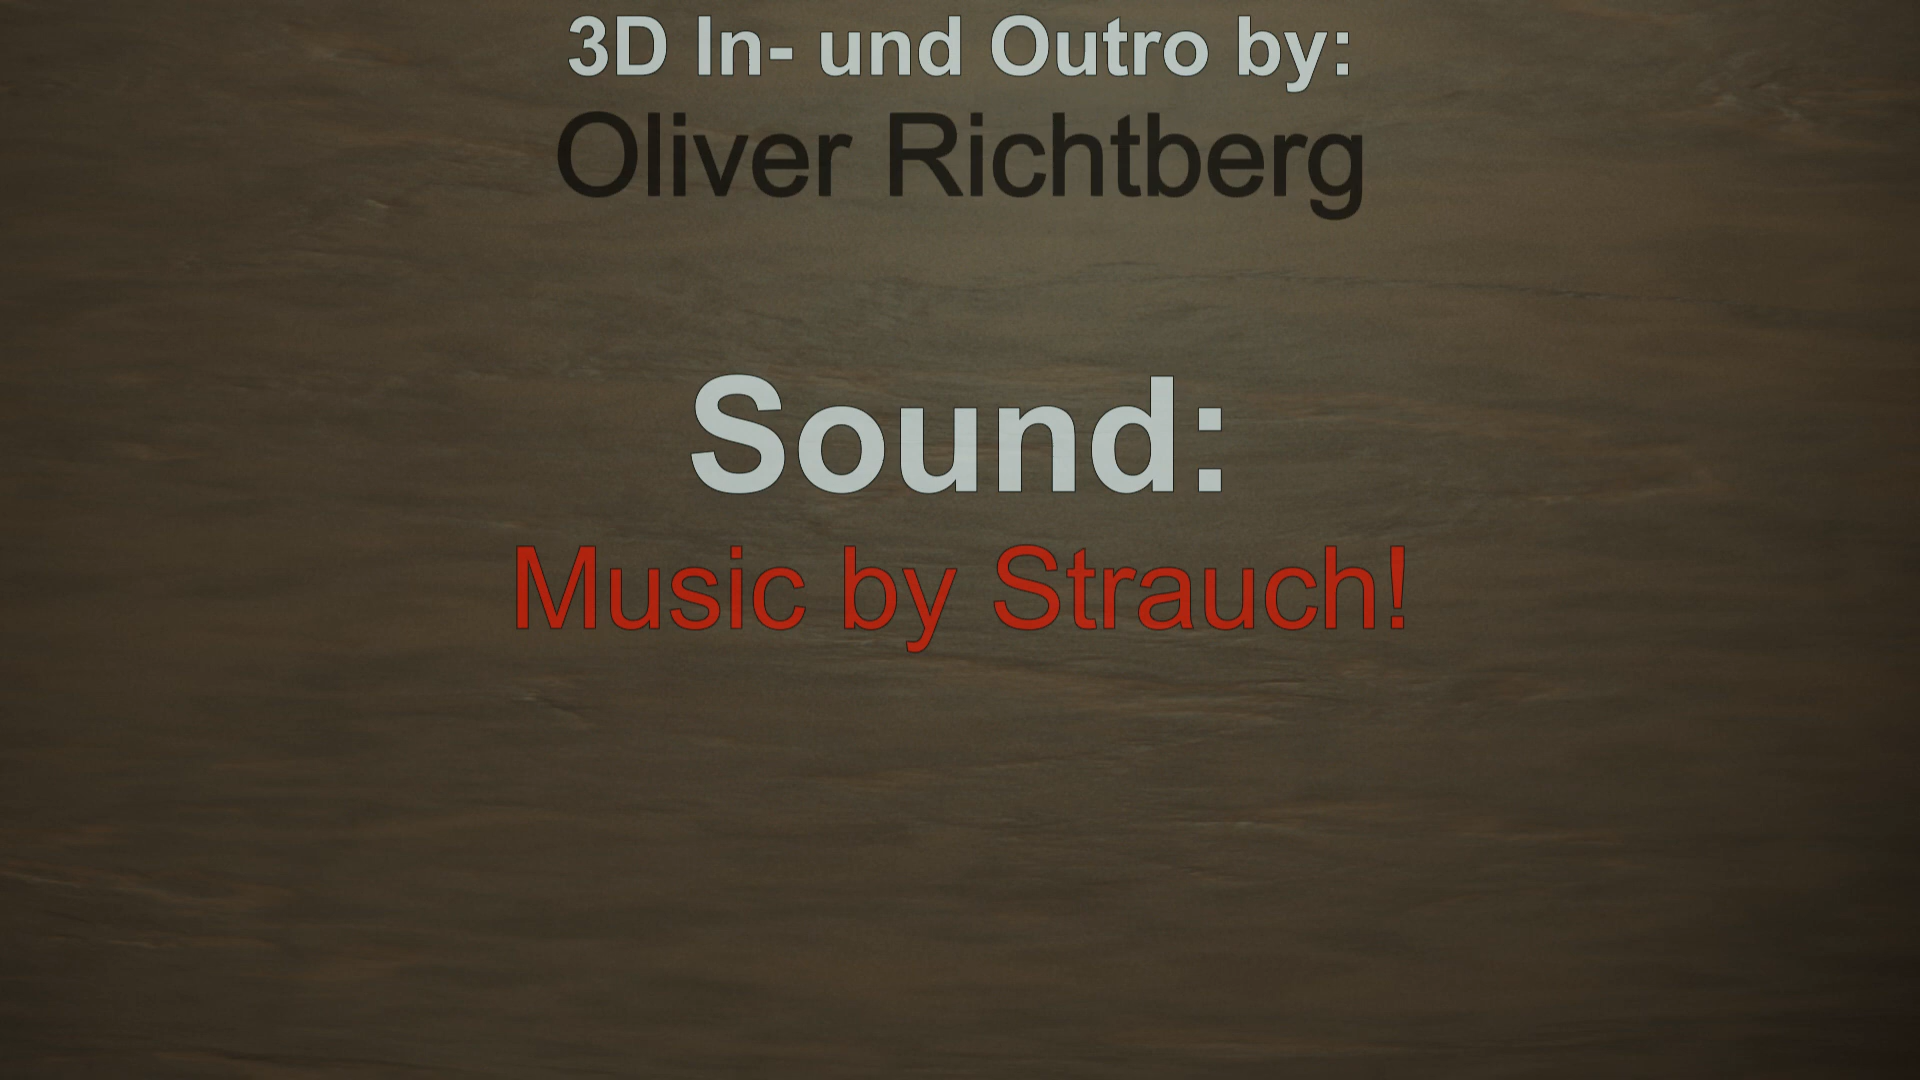 3D In- und Outro by:
Oliver Richtberg
Sound:
Music by Strauch!